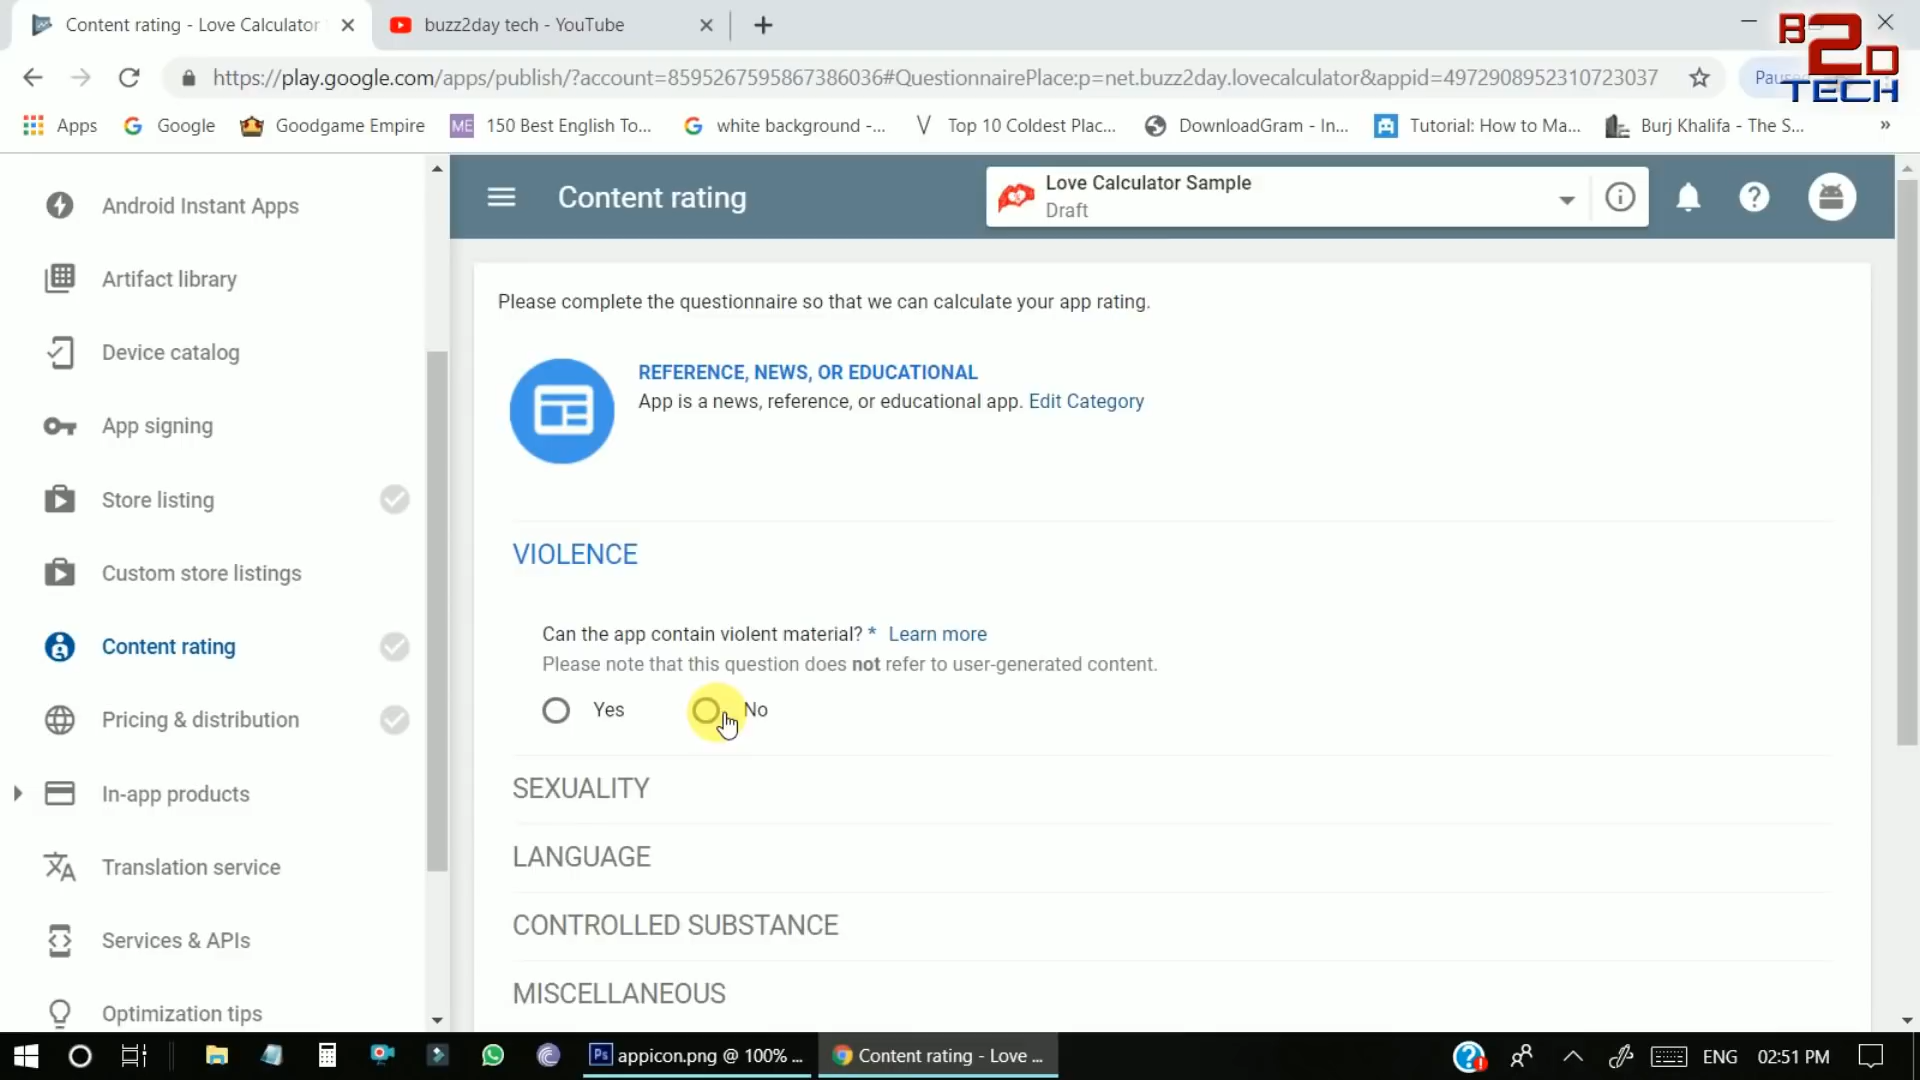 Content rating - Love Calculator
buzz2day tech - YouTube
https://play.google.com/apps/publish/?account=8595267595867386036#QuestionnairePlace:p=net.buzz2day.lovecalculator&appid=4972908952310723037
B2D
TECH
Apps
Google
Goodgame Empire
ME
150 Best English To...
white background -...
Top 10 Coldest Plac...
DownloadGram - In...
Tutorial: How to Ma...
Burj Khalifa - The S...
Android Instant Apps
Artifact library
Device catalog
App signing
Store listing
Custom store listings
Content rating
Pricing & distribution
In-app products
Translation service
Services & APIs
Optimization tips
Content rating
Love Calculator Sample
Draft
Please complete the questionnaire so that we can calculate your app rating.
REFERENCE, NEWS, OR EDUCATIONAL
App is a news, reference, or educational app. Edit Category
VIOLENCE
Can the app contain violent material? * Learn more
Please note that this question does not refer to user-generated content.
Yes
No
SEXUALITY
LANGUAGE
CONTROLLED SUBSTANCE
MISCELLANEOUS
Ps
appicon.png @ 100% ...
Content rating - Love ...
ENG
02:51 PM